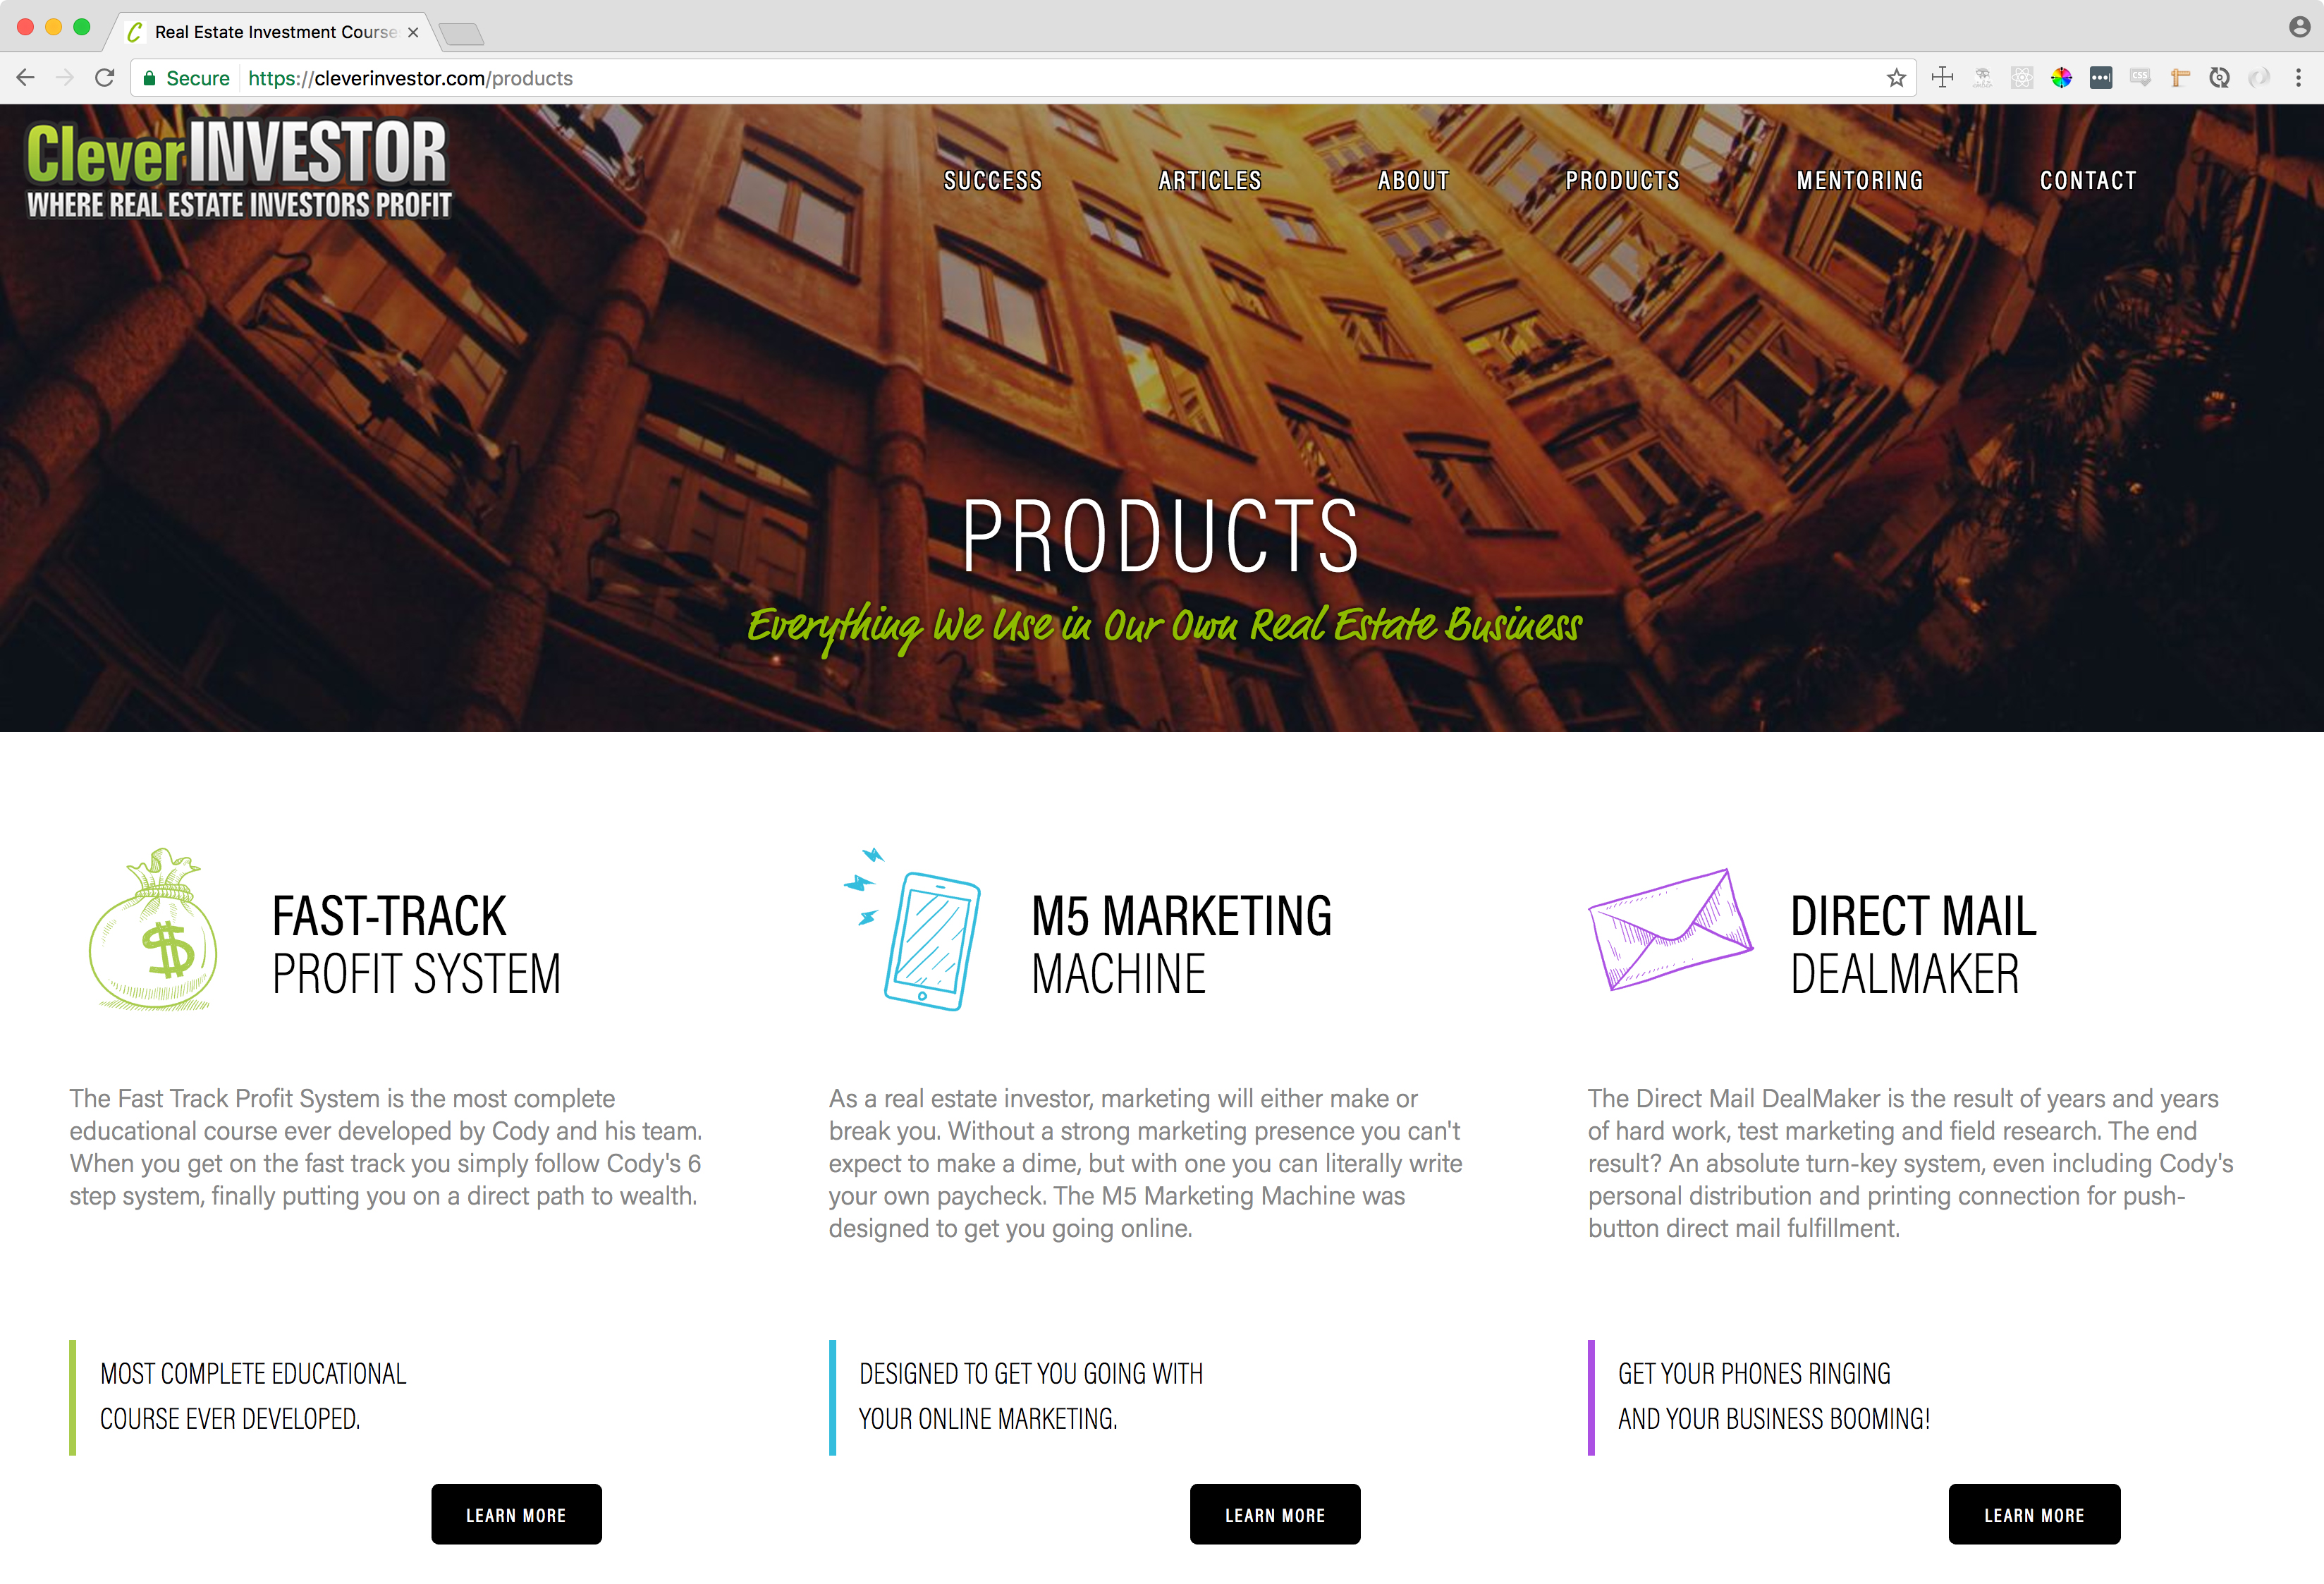 Real Estate Investment Course
Secure https://cleverinvestor.com/products
CleverINVESTOR
WHERE REAL ESTATE INVESTORS PROFIT
SUCCESS ARTICLES ABOUT PRODUCTS MENTORING CONTACT
PRODUCTS
Everything We Use in Our Own Real Estate Business
FAST-TRACK
PROFIT SYSTEM
The Fast Track Profit System is the most complete
educational course ever developed by Cody and his team.
When you get on the fast track you simply follow Cody's 6
step system, finally putting you on a direct path to wealth.
MOST COMPLETE EDUCATIONAL
COURSE EVER DEVELOPED.
LEARN MORE
M5 MARKETING
MACHINE
As a real estate investor, marketing will either make or
break you. Without a strong marketing presence you can't
expect to make a dime, but with one you can literally write
your own paycheck. The M5 Marketing Machine was
designed to get you going online.
DESIGNED TO GET YOU GOING WITH
YOUR ONLINE MARKETING.
LEARN MORE
DIRECT MAIL
DEALMAKER
The Direct Mail DealMaker is the result of years and years
of hard work, test marketing and field research. The end
result? An absolute turn-key system, even including Cody's
personal distribution and printing connection for push-
button direct mail fulfillment.
GET YOUR PHONES RINGING
AND YOUR BUSINESS BOOMING!
LEARN MORE